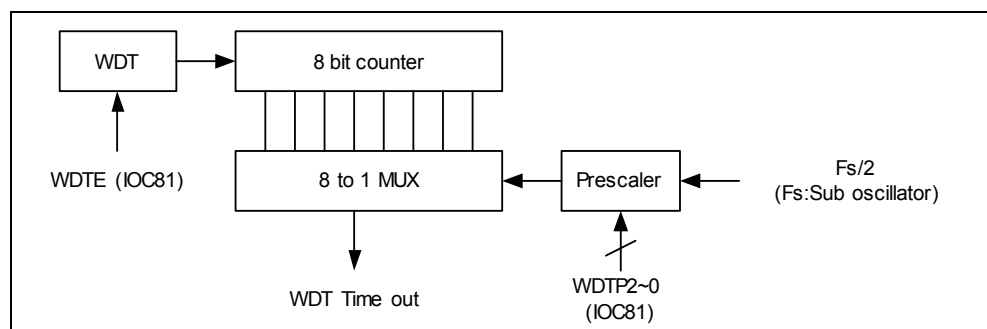 WDT
8 bit counter
WDTE (IOC81)
8 to 1 MUX
Prescaler
Fs/2
(Fs:Sub oscillator)
WDT Time out
WDTP2~0
(IOC81)